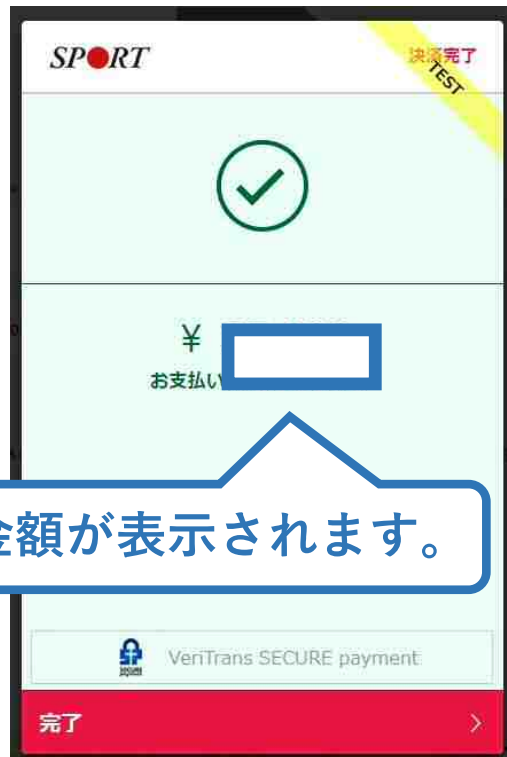 SPORT
決済完了
TEST
¥
お支払い
金額が表示されます。
VeriTrans SECURE payment
完了